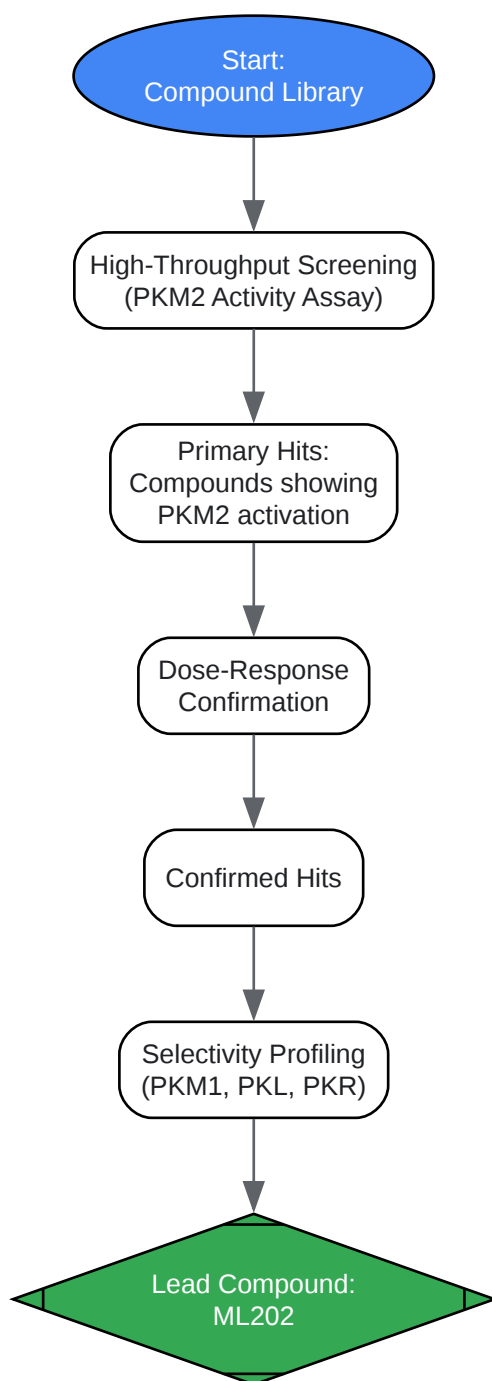 Start:
Compound Library
High-Throughput Screening
(PKM2 Activity Assay)
Primary Hits:
Compounds showing
PKM2 activation
Dose-Response
Confirmation
Confirmed Hits
Selectivity Profiling
(PKM1, PKL, PKR)
Lead Compound:
ML202